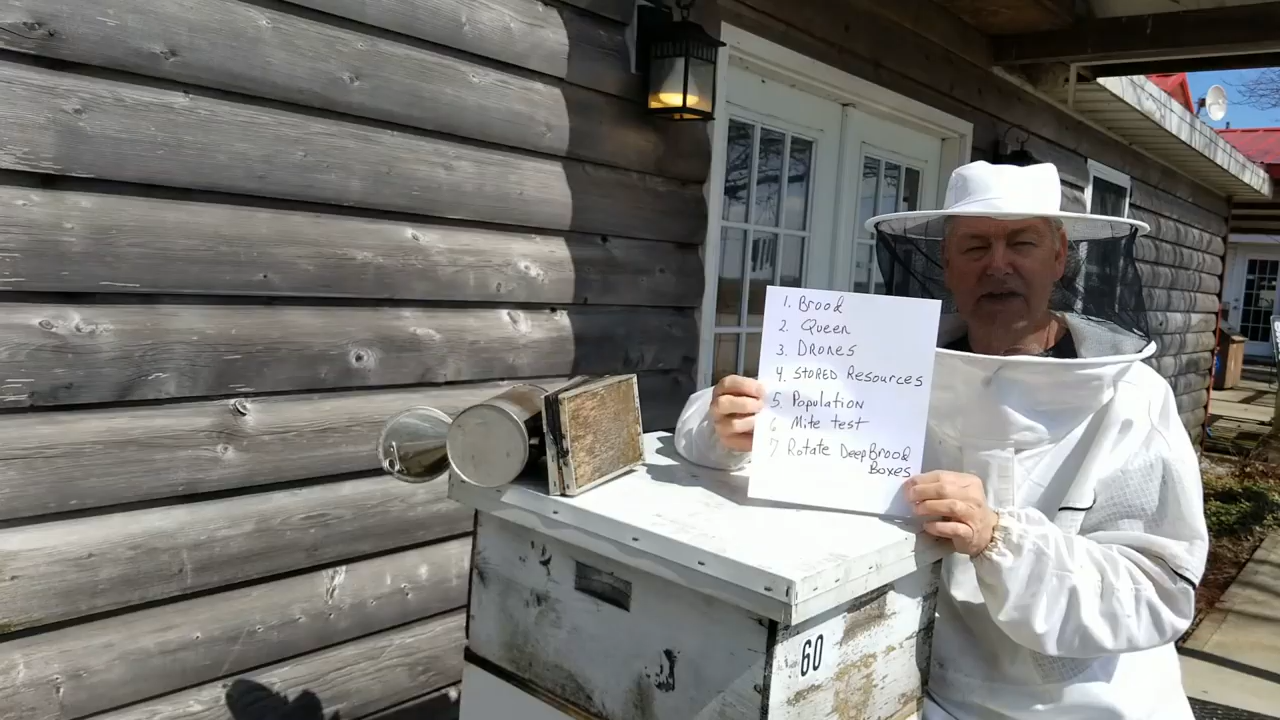 1. Brood
2. Queen
3. Drones
4. Stored Resources
5. Population
6 Mite test
7 Rotate Deep Brood
Boxes
60